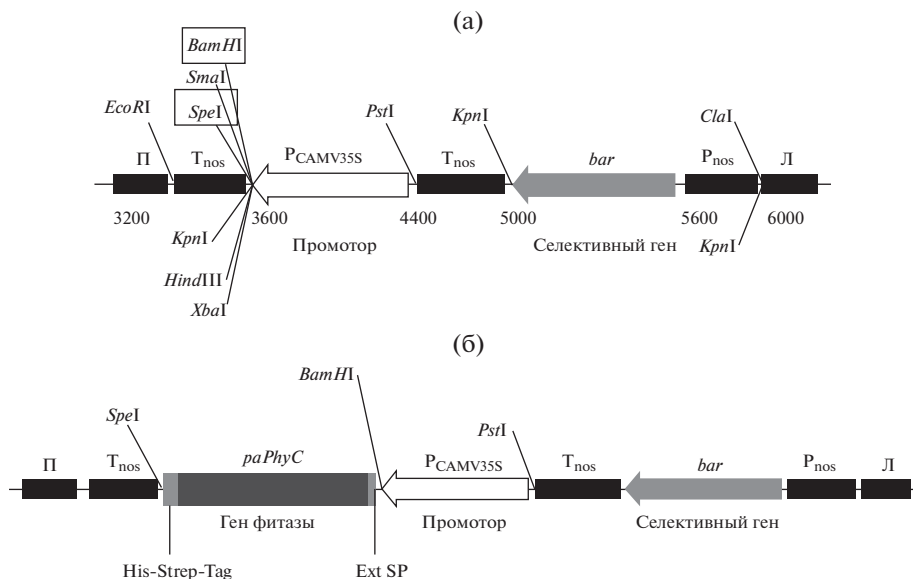 (а)
BamHI
SmaI
EcoRI SpeI PstI KpnI ClaI
П Tnos PCAMV35S Tnos bar Pnos Л
3200 3600 4400 5000 5600 6000
KpnI Промотор Селективный ген KpnI
HindIII
XbaI
(б)
BamHI
SpeI PstI
П Tnos paPhyC PCAMV35S Tnos bar Pnos Л
Ген фитазы Промотор Селективный ген
His-Strep-Tag Ext SP